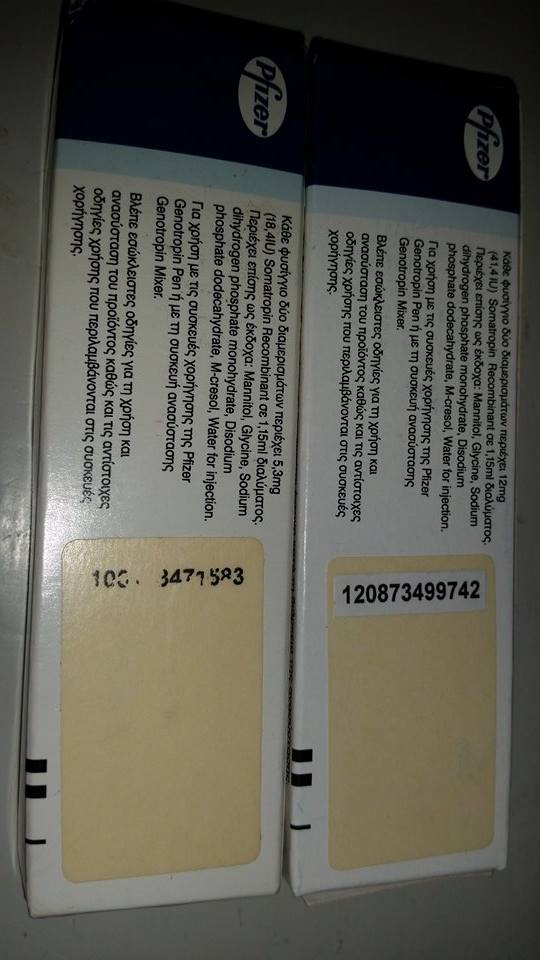 Pfizer
Κάθε φυσίγγιο δύο διαμερισμάτων περιέχει 5,3mg
(18,4IU) Somatropin Recombinant σε 1,15ml διαλύματος.
Περιέχει επίσης ως έκδοχα: Mannitol, Glycine, Sodium
dihydrogen phosphate monohydrate, Disodium
phosphate dodecahydrate, M-cresol, Water for injection.
Για χρήση με τις συσκευές χορήγησης της Pfizer
Genotropin Pen ή με τη συσκευή ανασύστασης
Genotropin Mixer.
Βλέπε εσώκλειστες οδηγίες για τη χρήση και
ανασύσταση του προϊόντος καθώς και τις αντίστοιχες
οδηγίες χρήσης που περιλαμβάνονται στις συσκευές
χορήγησης.
Pfizer
Κάθε φυσίγγιο δύο διαμερισμάτων περιέχει 12mg
(41,4IU) Somatropin Recombinant σε 1,15ml διαλύματος.
Περιέχει επίσης ως έκδοχα: Mannitol, Glycine, Sodium
dihydrogen phosphate monohydrate, Disodium
phosphate dodecahydrate, M-cresol, Water for injection.
Για χρήση με τις συσκευές χορήγησης της Pfizer
Genotropin Pen ή με τη συσκευή ανασύστασης
Genotropin Mixer.
Βλέπε εσώκλειστες οδηγίες για τη χρήση και
ανασύσταση του προϊόντος καθώς και τις αντίστοιχες
οδηγίες χρήσης που περιλαμβάνονται στις συσκευές
χορήγησης.
120873499742